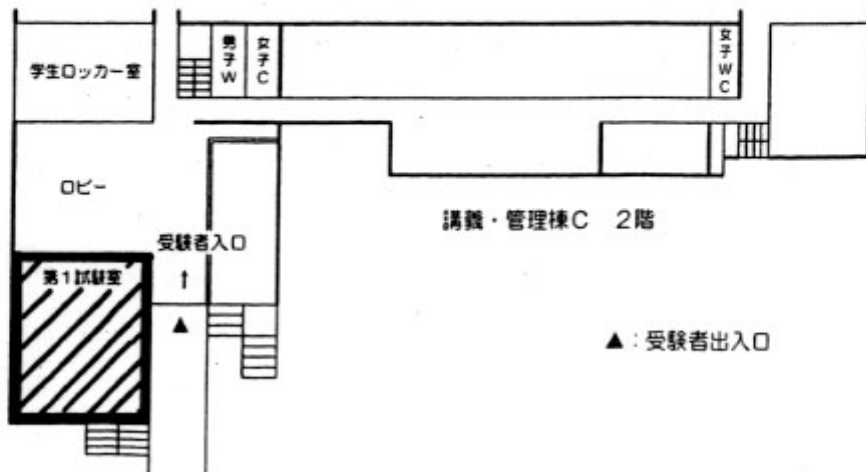 学生ロッカー室
男子W
女子C
女子WC
ロビー
講義・管理棟C 2階
受験者入口
↑
第1試験室
▲
▲:受験者出入口